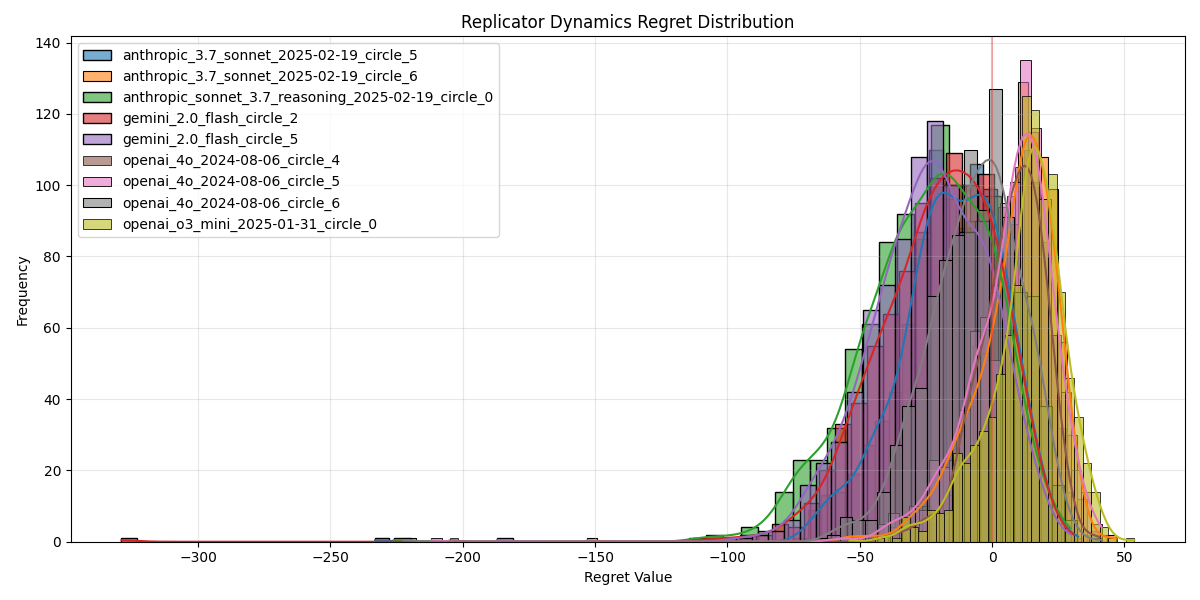 Replicator Dynamics Regret Distribution
anthropic_3.7_sonnet_2025-02-19_circle_5
anthropic_3.7_sonnet_2025-02-19_circle_6
anthropic_sonnet_3.7_reasoning_2025-02-19_circle_0
gemini_2.0_flash_circle_2
gemini_2.0_flash_circle_5
openai_4o_2024-08-06_circle_4
openai_4o_2024-08-06_circle_5
openai_4o_2024-08-06_circle_6
openai_o3_mini_2025-01-31_circle_0
Frequency
140
120
100
80
60
40
20
0
−300
−250
−200
−150
−100
−50
0
50
Regret Value